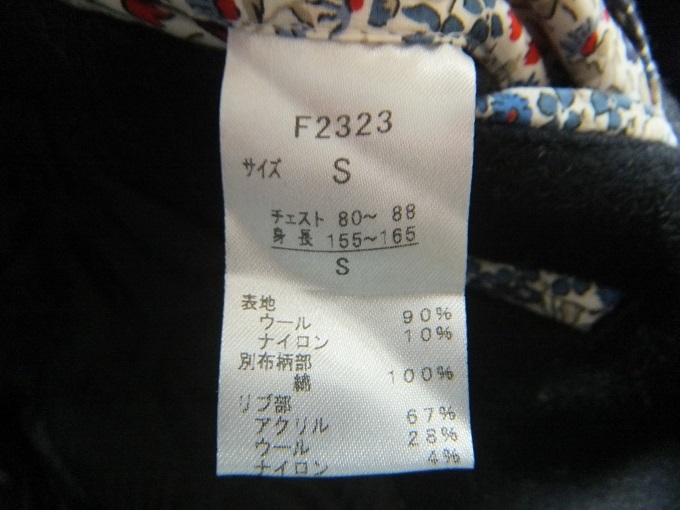 F2323
サイズ S
チェスト 80～ 88
身長 155～165
S
表地
ウール 90%
ナイロン 10%
別布柄部
綿 100%
リブ部
アクリル 67%
ウール 28%
ナイロン 4%